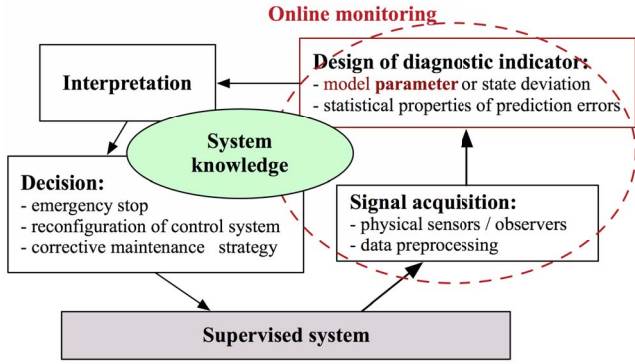 Online monitoring
Design of diagnostic indicator:
- model parameter or state deviation
- statistical properties of prediction errors
Interpretation
System
knowledge
Decision:
- emergency stop
- reconfiguration of control system
- corrective maintenance strategy
Signal acquisition:
- physical sensors / observers
- data preprocessing
Supervised system